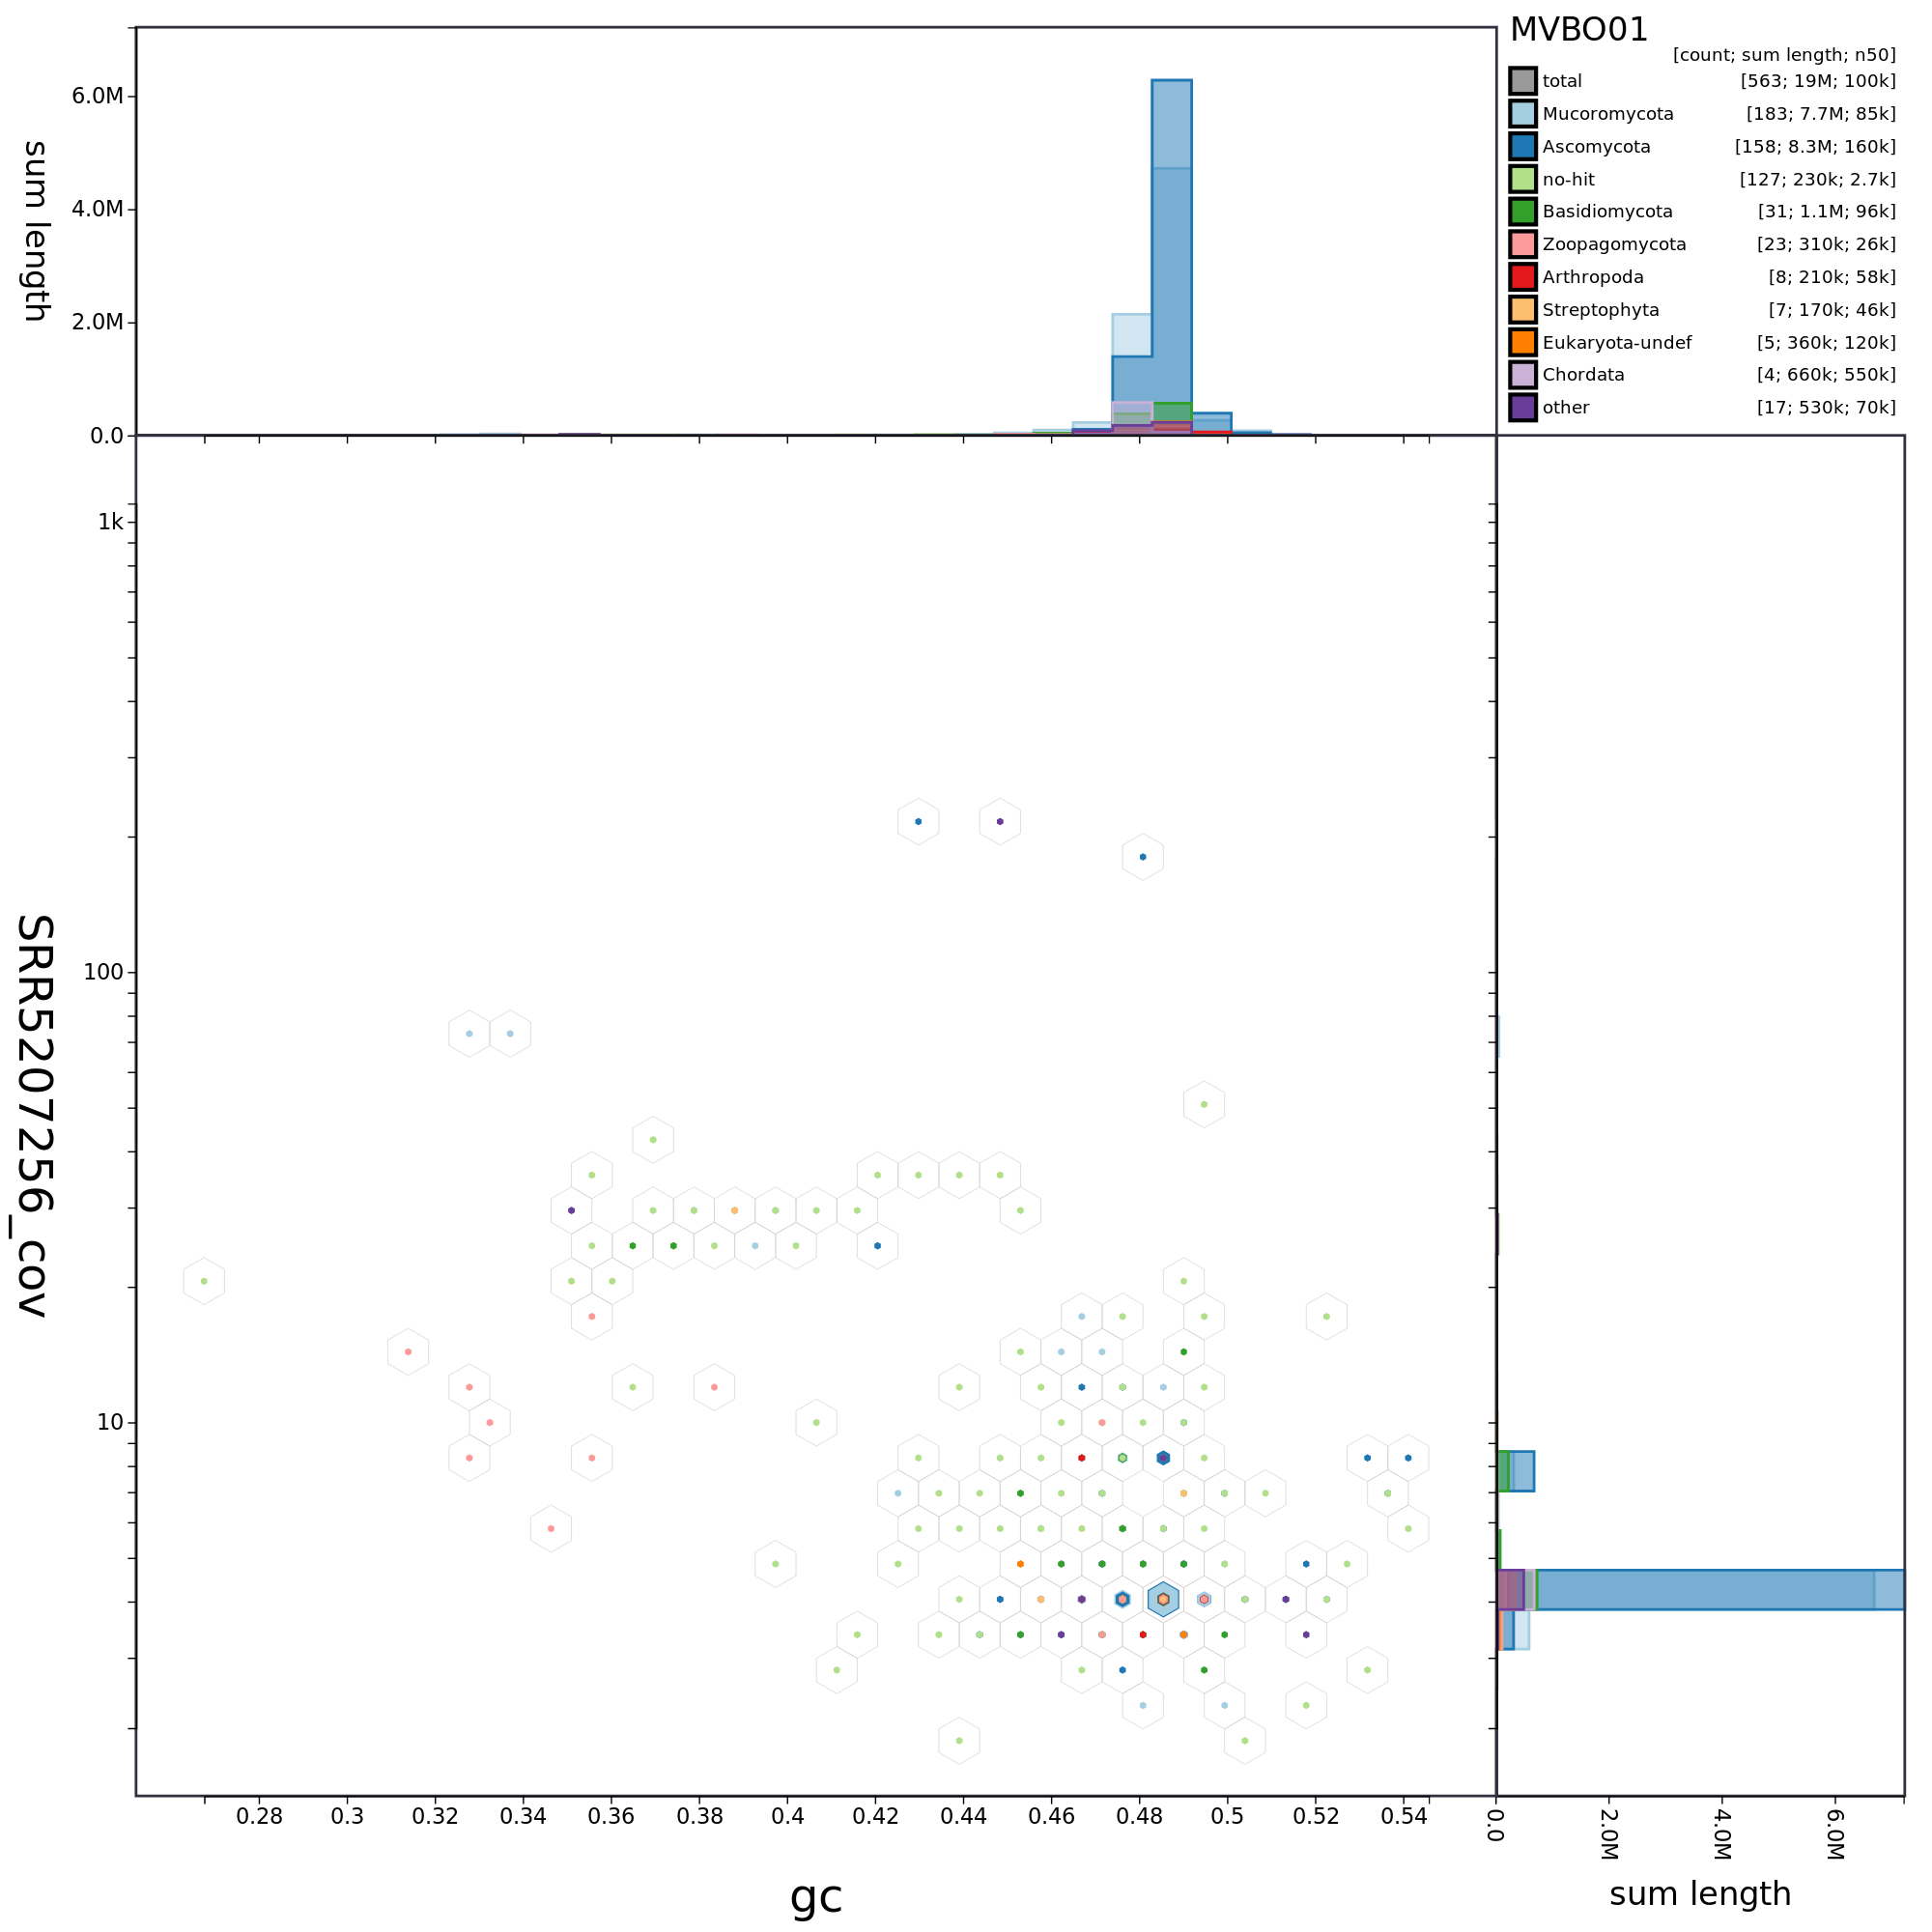 MVBO01
[count; sum length; n50]
total [563; 19M; 100k]
Mucoromycota [183; 7.7M; 85k]
Ascomycota [158; 8.3M; 160k]
no-hit [127; 230k; 2.7k]
Basidiomycota [31; 1.1M; 96k]
Zoopagomycota [23; 310k; 26k]
Arthropoda [8; 210k; 58k]
Streptophyta [7; 170k; 46k]
Eukaryota-undef [5; 360k; 120k]
Chordata [4; 660k; 550k]
other [17; 530k; 70k]
sum length
6.0M
4.0M
2.0M
0.0
SRR5207256_cov
1k
100
10
0.28 0.3 0.32 0.34 0.36 0.38 0.4 0.42 0.44 0.46 0.48 0.5 0.52 0.54
gc
0.0 2.0M 4.0M 6.0M
sum length